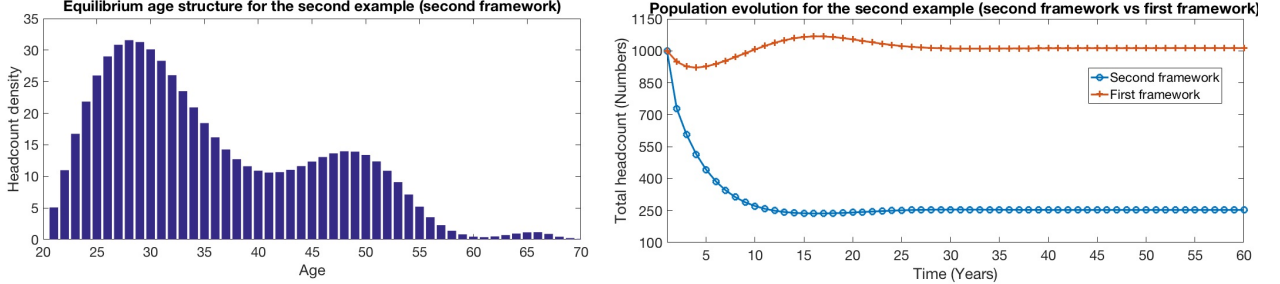 Equilibrium age structure for the second example (second framework)
Headcount density
35
30
25
20
15
10
5
0
20 25 30 35 40 45 50 55 60 65 70
Age
Population evolution for the second example (second framework vs first framework)
Total headcount (Numbers)
1150
1000
850
700
550
400
250
100
Second framework
First framework
5 10 15 20 25 30 35 40 45 50 55 60
Time (Years)